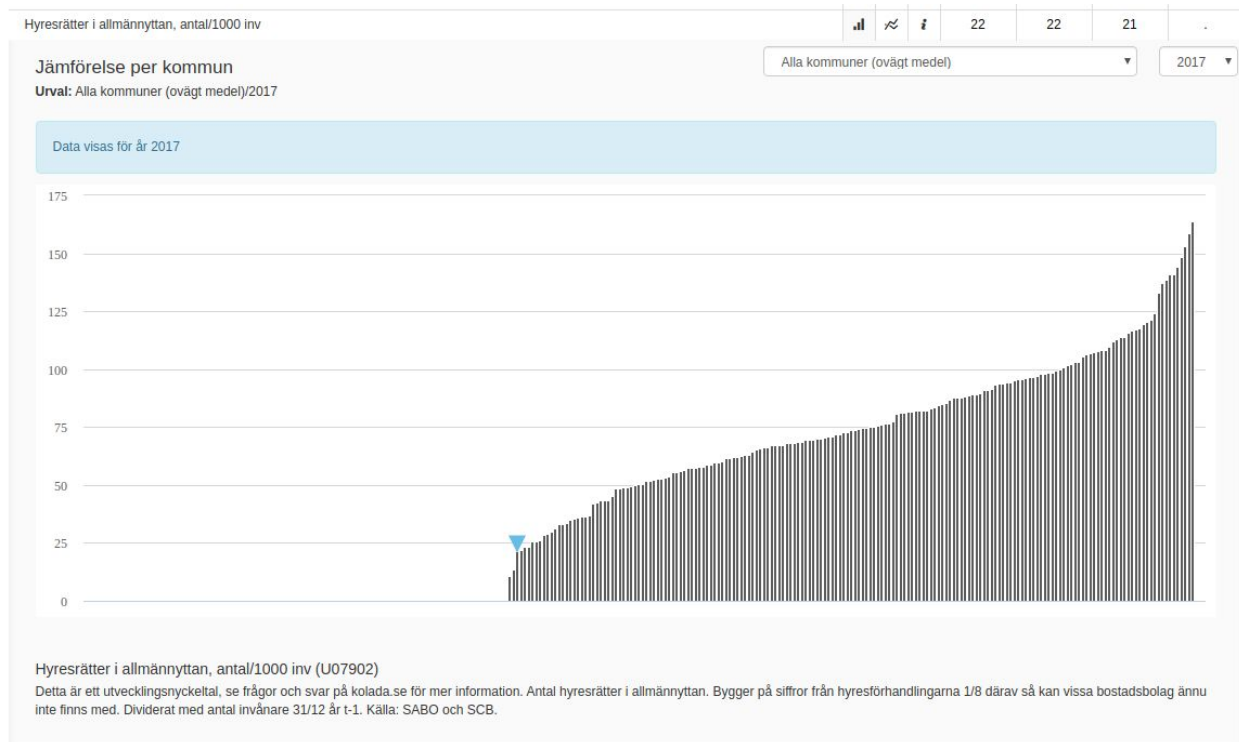 Hyresrätter i allmännyttan, antal/1000 inv 22 22 21 .
Jämförelse per kommun
Alla kommuner (ovägt medel) 2017
Urval: Alla kommuner (ovägt medel)/2017
Data visas för år 2017
175
150
125
100
75
50
25
0
Hyresrätter i allmännyttan, antal/1000 inv (U07902)
Detta är ett utvecklingsnyckeltal, se frågor och svar på kolada.se för mer information. Antal hyresrätter i allmännyttan. Bygger på siffror från hyresförhandlingarna 1/8 därav så kan vissa bostadsbolag ännu
inte finns med. Dividerat med antal invånare 31/12 år t-1. Källa: SABO och SCB.